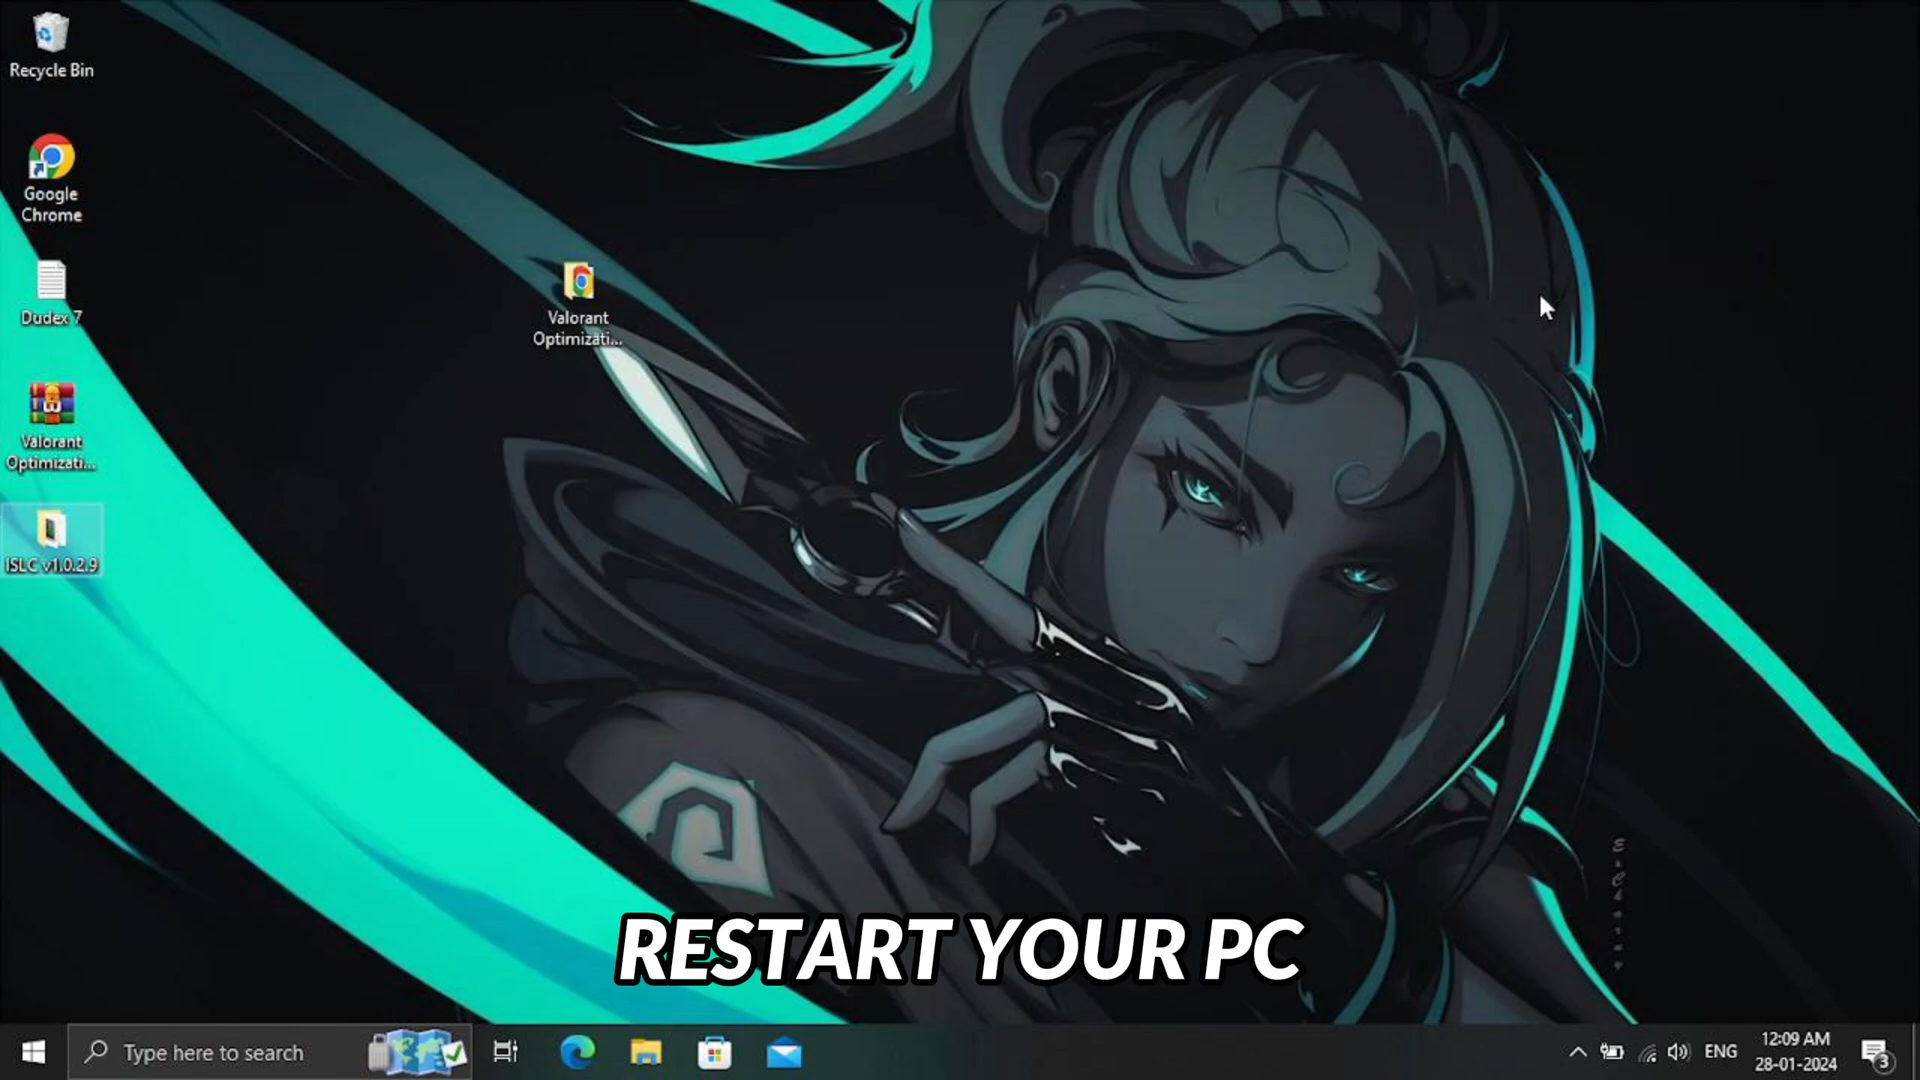 Recycle Bin
Google
Chrome
Dudex 7
Valorant
Optimizati...
ISLC v1.0.2.9
Valorant
Optimizati...
RESTART YOUR PC
Type here to search
ENG
12:09 AM
28-01-2024
3